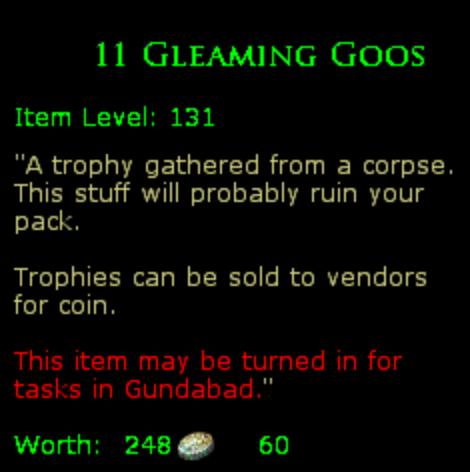 11 Gleaming Goos
Item Level: 131
"A trophy gathered from a corpse.
This stuff will probably ruin your
pack.
Trophies can be sold to vendors
for coin.
This item may be turned in for
tasks in Gundabad."
Worth: 248 60